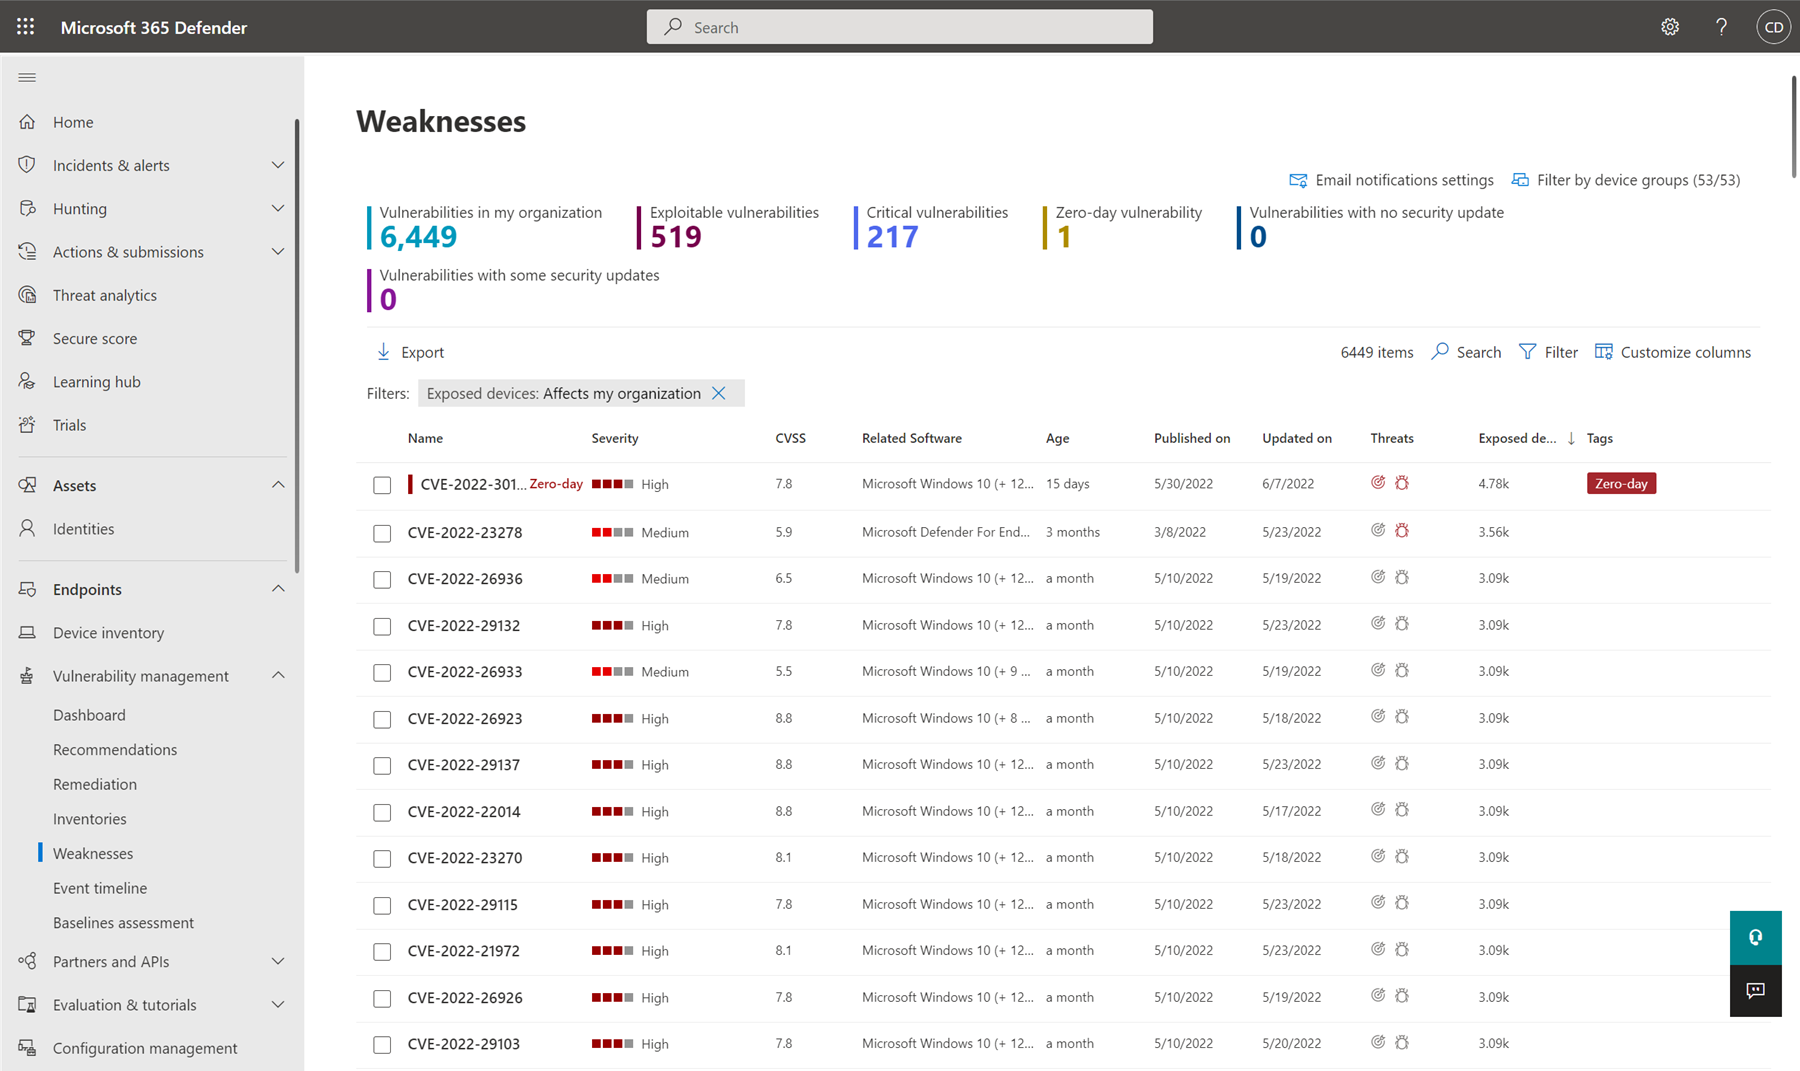 Microsoft 365 Defender
Search
CD
Home
Incidents & alerts
Hunting
Actions & submissions
Threat analytics
Secure score
Learning hub
Trials
Assets
Identities
Endpoints
Device inventory
Vulnerability management
Dashboard
Recommendations
Remediation
Inventories
Weaknesses
Event timeline
Baselines assessment
Partners and APIs
Evaluation & tutorials
Configuration management
Weaknesses
Email notifications settings Filter by device groups (53/53)
Vulnerabilities in my organization
6,449
Exploitable vulnerabilities
519
Critical vulnerabilities
217
Zero-day vulnerability
1
Vulnerabilities with no security update
0
Vulnerabilities with some security updates
0
Export 6449 items Search Filter Customize columns
Filters: Exposed devices: Affects my organization
Name Severity CVSS Related Software Age Published on Updated on Threats Exposed de... ↓ Tags
CVE-2022-301... Zero-day High 7.8 Microsoft Windows 10 (+ 12... 15 days 5/30/2022 6/7/2022 4.78k Zero-day
CVE-2022-23278 Medium 5.9 Microsoft Defender For End... 3 months 3/8/2022 5/23/2022 3.56k
CVE-2022-26936 Medium 6.5 Microsoft Windows 10 (+ 12... a month 5/10/2022 5/19/2022 3.09k
CVE-2022-29132 High 7.8 Microsoft Windows 10 (+ 12... a month 5/10/2022 5/23/2022 3.09k
CVE-2022-26933 Medium 5.5 Microsoft Windows 10 (+ 9 ... a month 5/10/2022 5/19/2022 3.09k
CVE-2022-26923 High 8.8 Microsoft Windows 10 (+ 8 ... a month 5/10/2022 5/18/2022 3.09k
CVE-2022-29137 High 8.8 Microsoft Windows 10 (+ 12... a month 5/10/2022 5/23/2022 3.09k
CVE-2022-22014 High 8.8 Microsoft Windows 10 (+ 12... a month 5/10/2022 5/17/2022 3.09k
CVE-2022-23270 High 8.1 Microsoft Windows 10 (+ 12... a month 5/10/2022 5/18/2022 3.09k
CVE-2022-29115 High 7.8 Microsoft Windows 10 (+ 12... a month 5/10/2022 5/23/2022 3.09k
CVE-2022-21972 High 8.1 Microsoft Windows 10 (+ 12... a month 5/10/2022 5/23/2022 3.09k
CVE-2022-26926 High 7.8 Microsoft Windows 10 (+ 12... a month 5/10/2022 5/19/2022 3.09k
CVE-2022-29103 High 7.8 Microsoft Windows 10 (+ 12... a month 5/10/2022 5/20/2022 3.09k